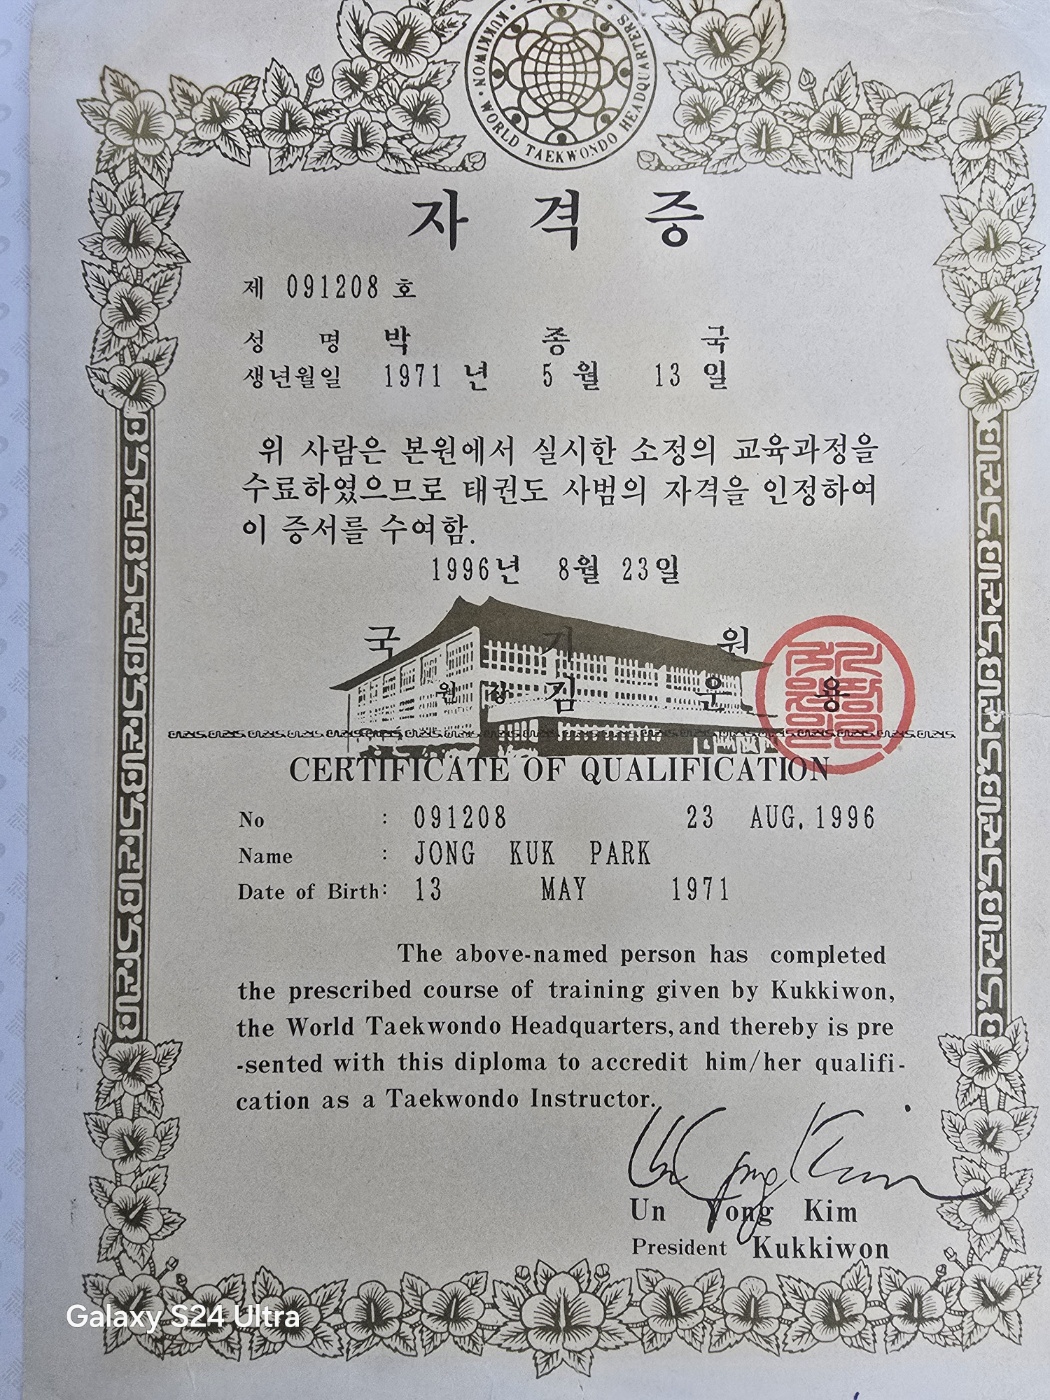 KUKKIWON · WORLD TAEKWONDO HEADQUARTERS
자 격 증
제 091208 호
성 명 박 종 국
생년월일 1971 년 5 월 13 일
위 사람은 본원에서 실시한 소정의 교육과정을
수료하였으므로 태권도 사범의 자격을 인정하여
이 증서를 수여함.
1996년 8월 23일
국 기 원
원 장 김 운 용
CERTIFICATE OF QUALIFICATION
No : 091208 23 AUG. 1996
Name : JONG KUK PARK
Date of Birth: 13 MAY 1971
The above-named person has completed
the prescribed course of training given by Kukkiwon,
the World Taekwondo Headquarters, and thereby is pre
-sented with this diploma to accredit him/her qualifi-
cation as a Taekwondo Instructor.
Un Yong Kim
Un Yong Kim
President Kukkiwon
Galaxy S24 Ultra